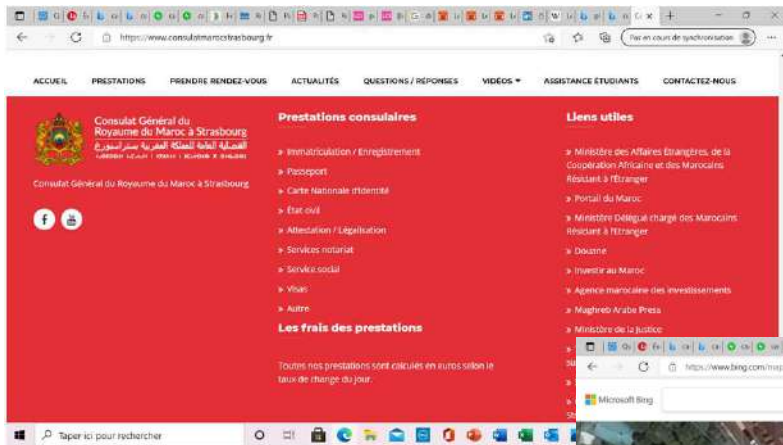 https://www.consulatmarocstrasbourg.fr
Pas en cours de synchronisation
ACCUEIL PRESTATIONS PRENDRE RENDEZ-VOUS ACTUALITÉS QUESTIONS / RÉPONSES VIDÉOS ASSISTANCE ÉTUDIANTS CONTACTEZ-NOUS
Consulat Général du
Royaume du Maroc à Strasbourg
القنصلية العامة للمملكة المغربية بستراسبورغ
Consulat Général du Royaume du Maroc à Strasbourg
Prestations consulaires
» Immatriculation / Enregistrement
» Passeport
» Carte Nationale d'Identité
» État civil
» Attestation / Légalisation
» Services notariat
» Service social
» Visas
» Autre
Les frais des prestations
Toutes nos prestations sont calculés en euros selon le
taux de change du jour.
Liens utiles
» Ministère des Affaires Étrangères, de la
Coopération Africaine et des Marocains
Résidant à l'Etranger
» Portail du Maroc
» Ministère Délégué chargé des Marocains
Résidant à l'Etranger
» Douane
» Investir au Maroc
» Agence marocaine des investissements
» Maghreb Arabe Press
» Ministère de la Justice
https://www.bing.com/map
Microsoft Bing
Taper ici pour rechercher